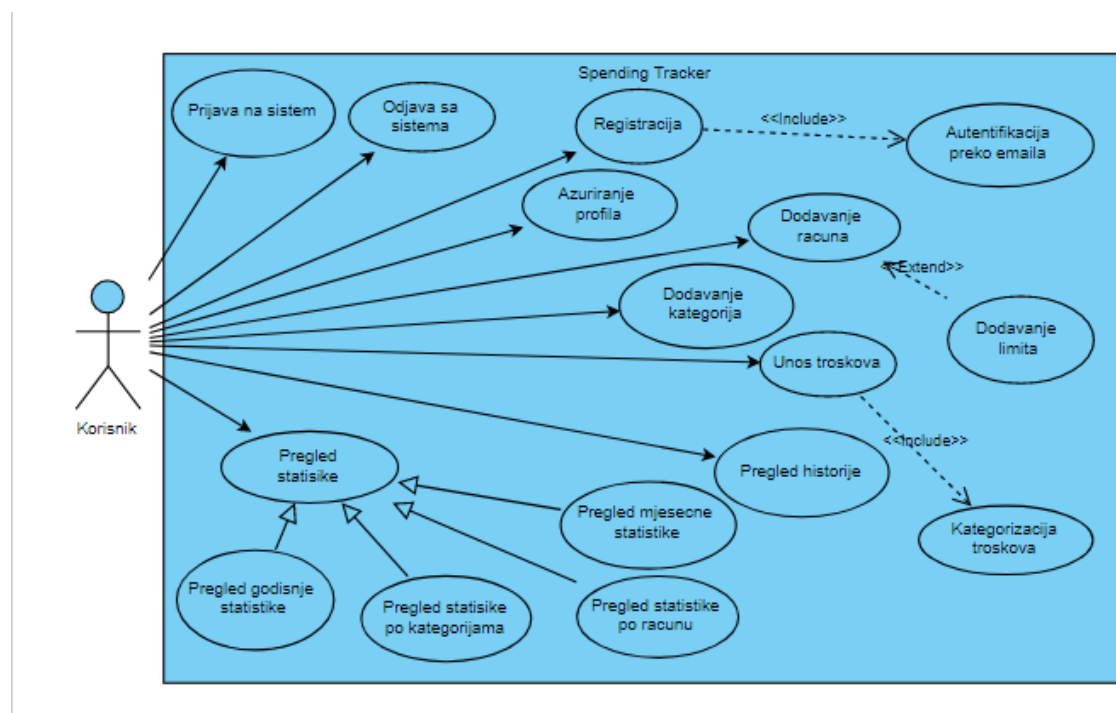 Spending Tracker
Prijava na sistem
Odjava sa
sistema
Registracija
<<Include>>
Autentifikacija
preko emaila
Azuriranje
profila
Dodavanje
racuna
<<Extend>>
Dodavanje
kategorija
Dodavanje
limita
Unos troskova
Korisnik
<<Include>>
Pregled
statisike
Pregled historije
Pregled mjesecne
statistike
Kategorizacija
troskova
Pregled godisnje
statistike
Pregled statisike
po kategorijama
Pregled statistike
po racunu